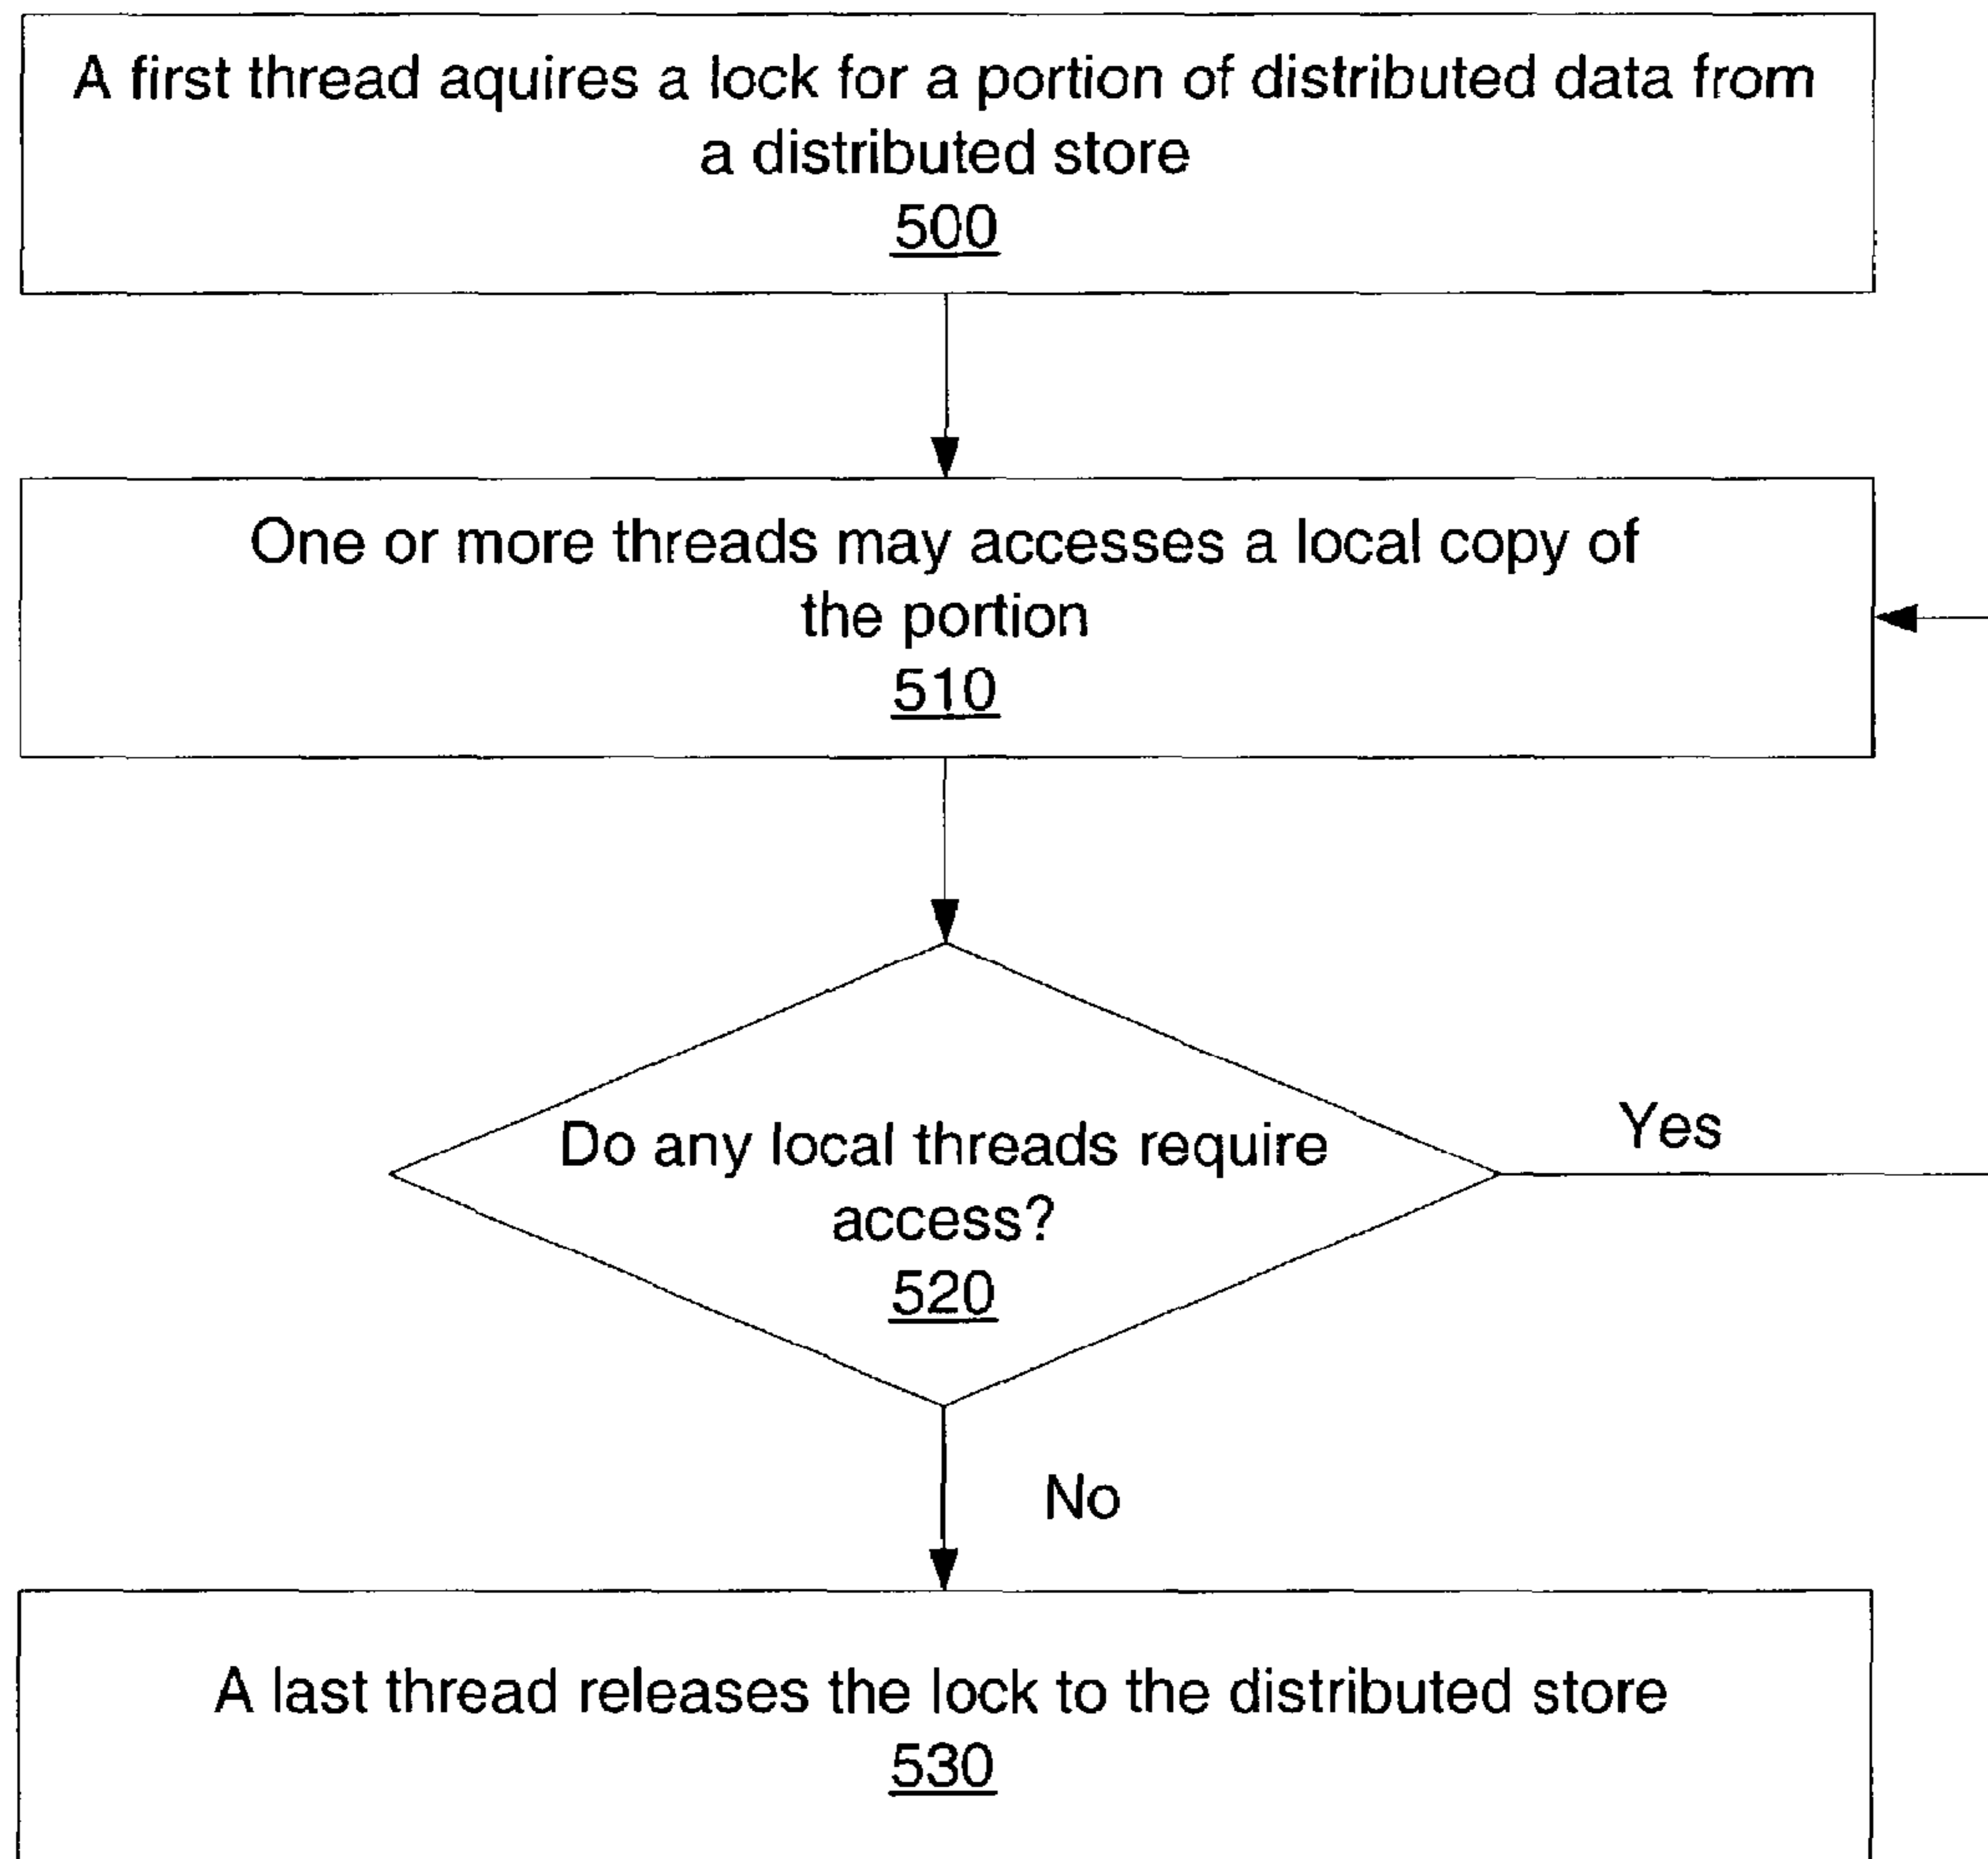 A first thread aquires a lock for a portion of distributed data from
a distributed store
500
One or more threads may accesses a local copy of
the portion
510
Do any local threads require
access?
520
Yes
No
A last thread releases the lock to the distributed store
530